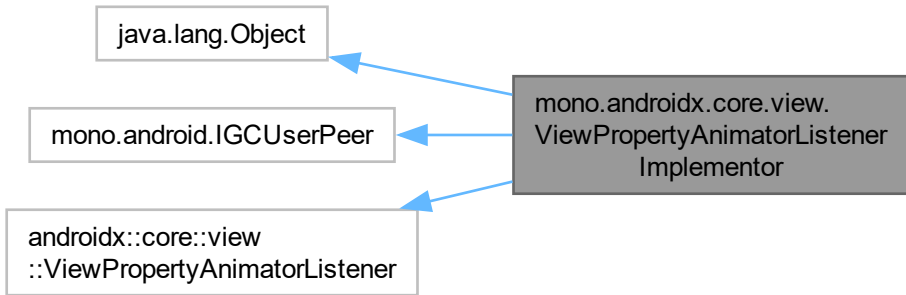 java.lang.Object
mono.android.IGCUserPeer
androidx::core::view
::ViewPropertyAnimatorListener
mono.androidx.core.view.
ViewPropertyAnimatorListener
Implementor